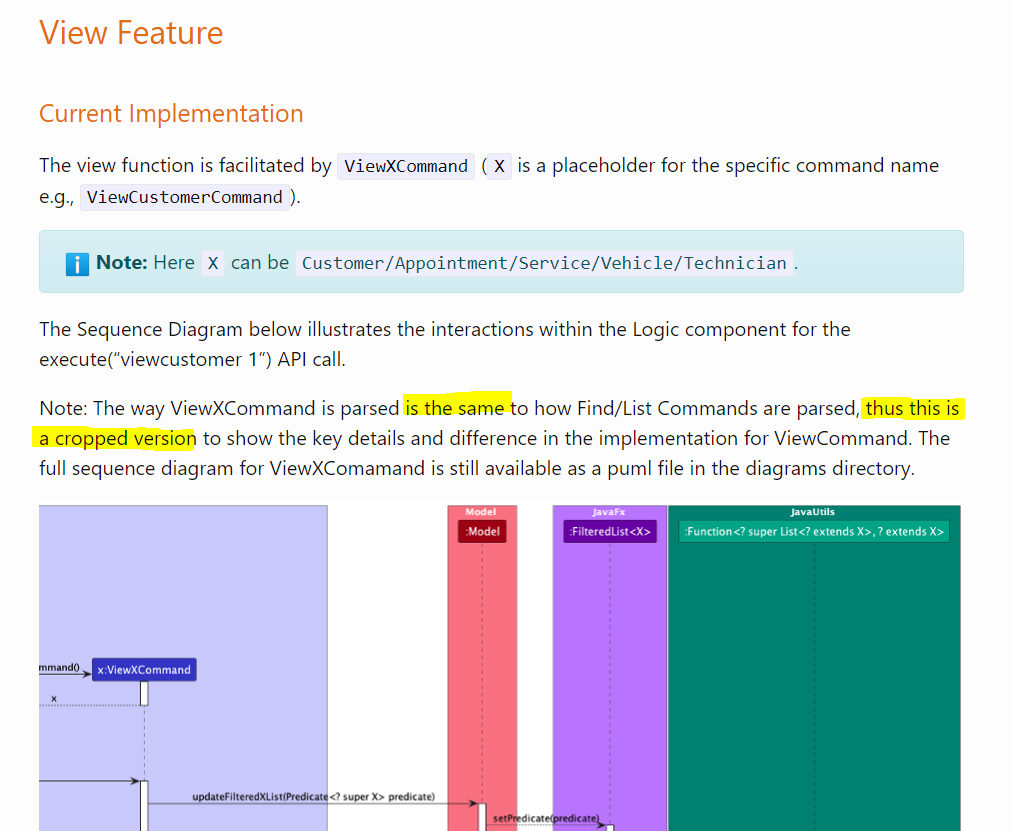 View Feature
Current Implementation
The view function is facilitated by ViewXCommand ( X is a placeholder for the specific command name
e.g., ViewCustomerCommand ).
i Note: Here X can be Customer/Appointment/Service/Vehicle/Technician .
The Sequence Diagram below illustrates the interactions within the Logic component for the
execute(“viewcustomer 1”) API call.
Note: The way ViewXCommand is parsed is the same to how Find/List Commands are parsed, thus this is
a cropped version to show the key details and difference in the implementation for ViewCommand. The
full sequence diagram for ViewXComamand is still available as a puml file in the diagrams directory.
Model JavaFx JavaUtils
:Model :FilteredList<X> :Function<? super List<? extends X>, ? extends X>
mmand() x:ViewXCommand
x
updateFilteredXList(Predicate<? super X> predicate)
setPredicate(predicate)